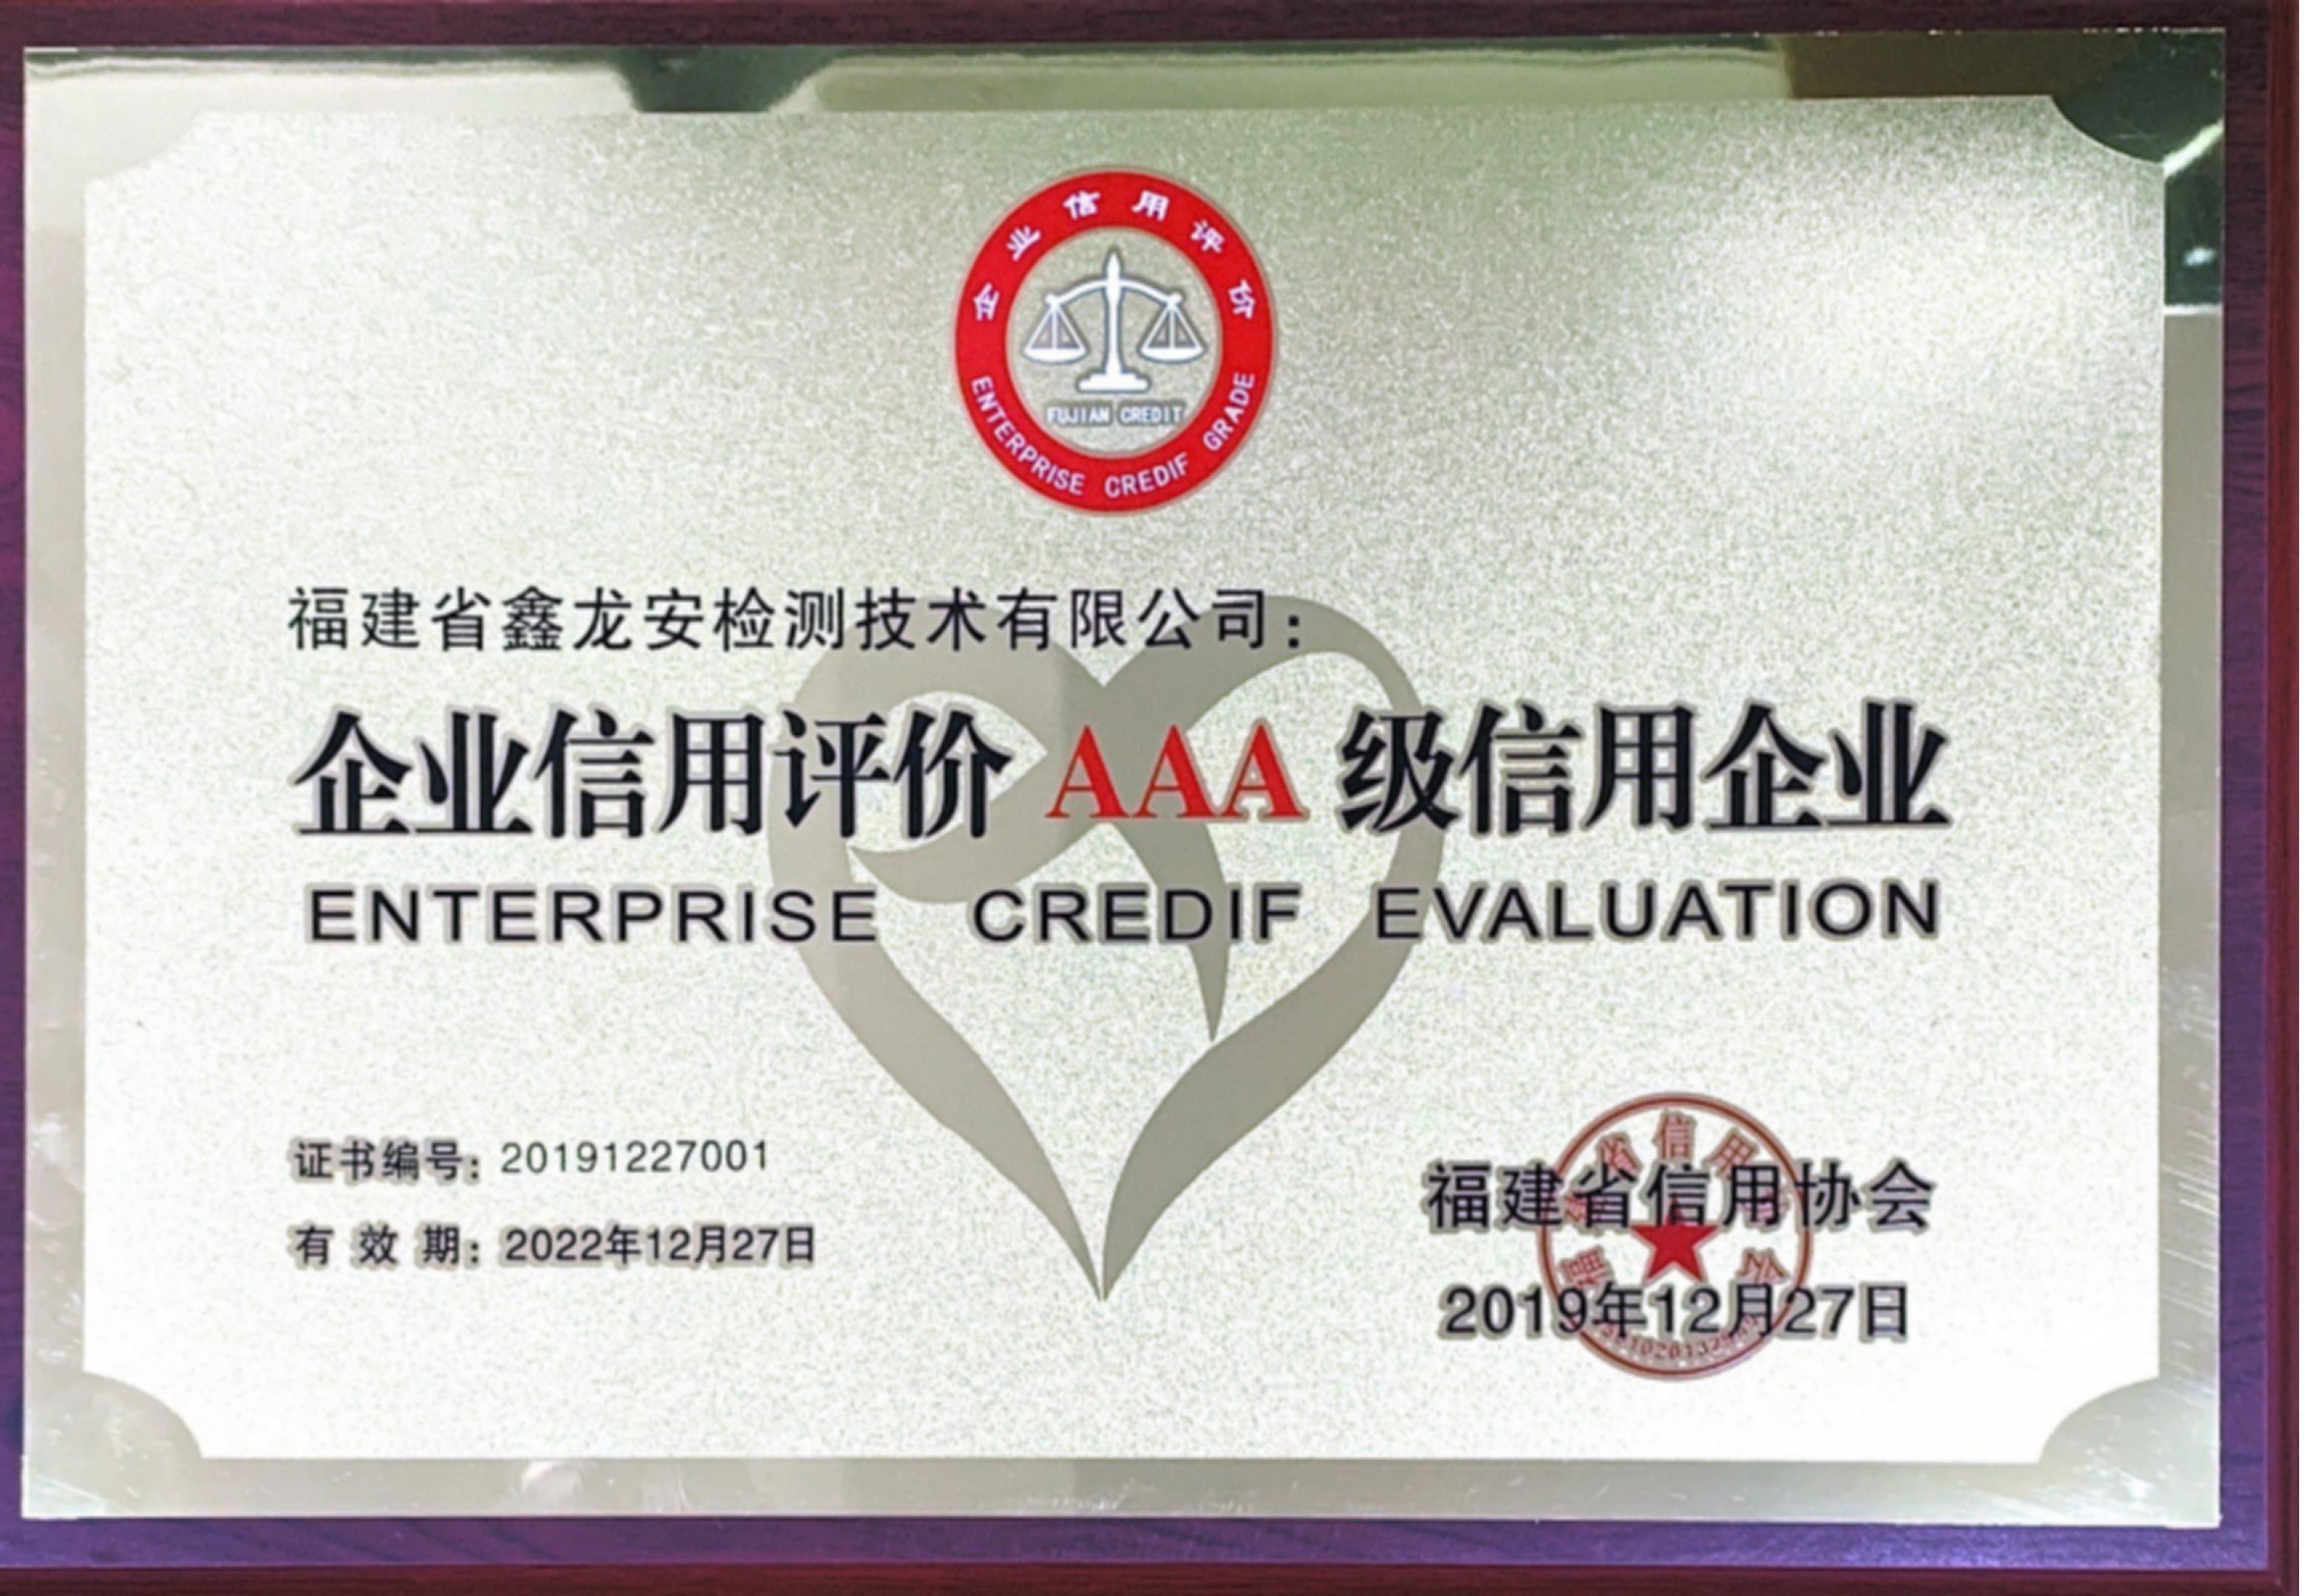 企业信用评价
FUJIAN CREDIT
ENTERPRISE CREDIF GRADE
福建省鑫龙安检测技术有限公司：
企业信用评价 AAA 级信用企业
ENTERPRISE CREDIF EVALUATION
证书编号：20191227001
有效期：2022年12月27日
福建省信用协会
2019年12月27日